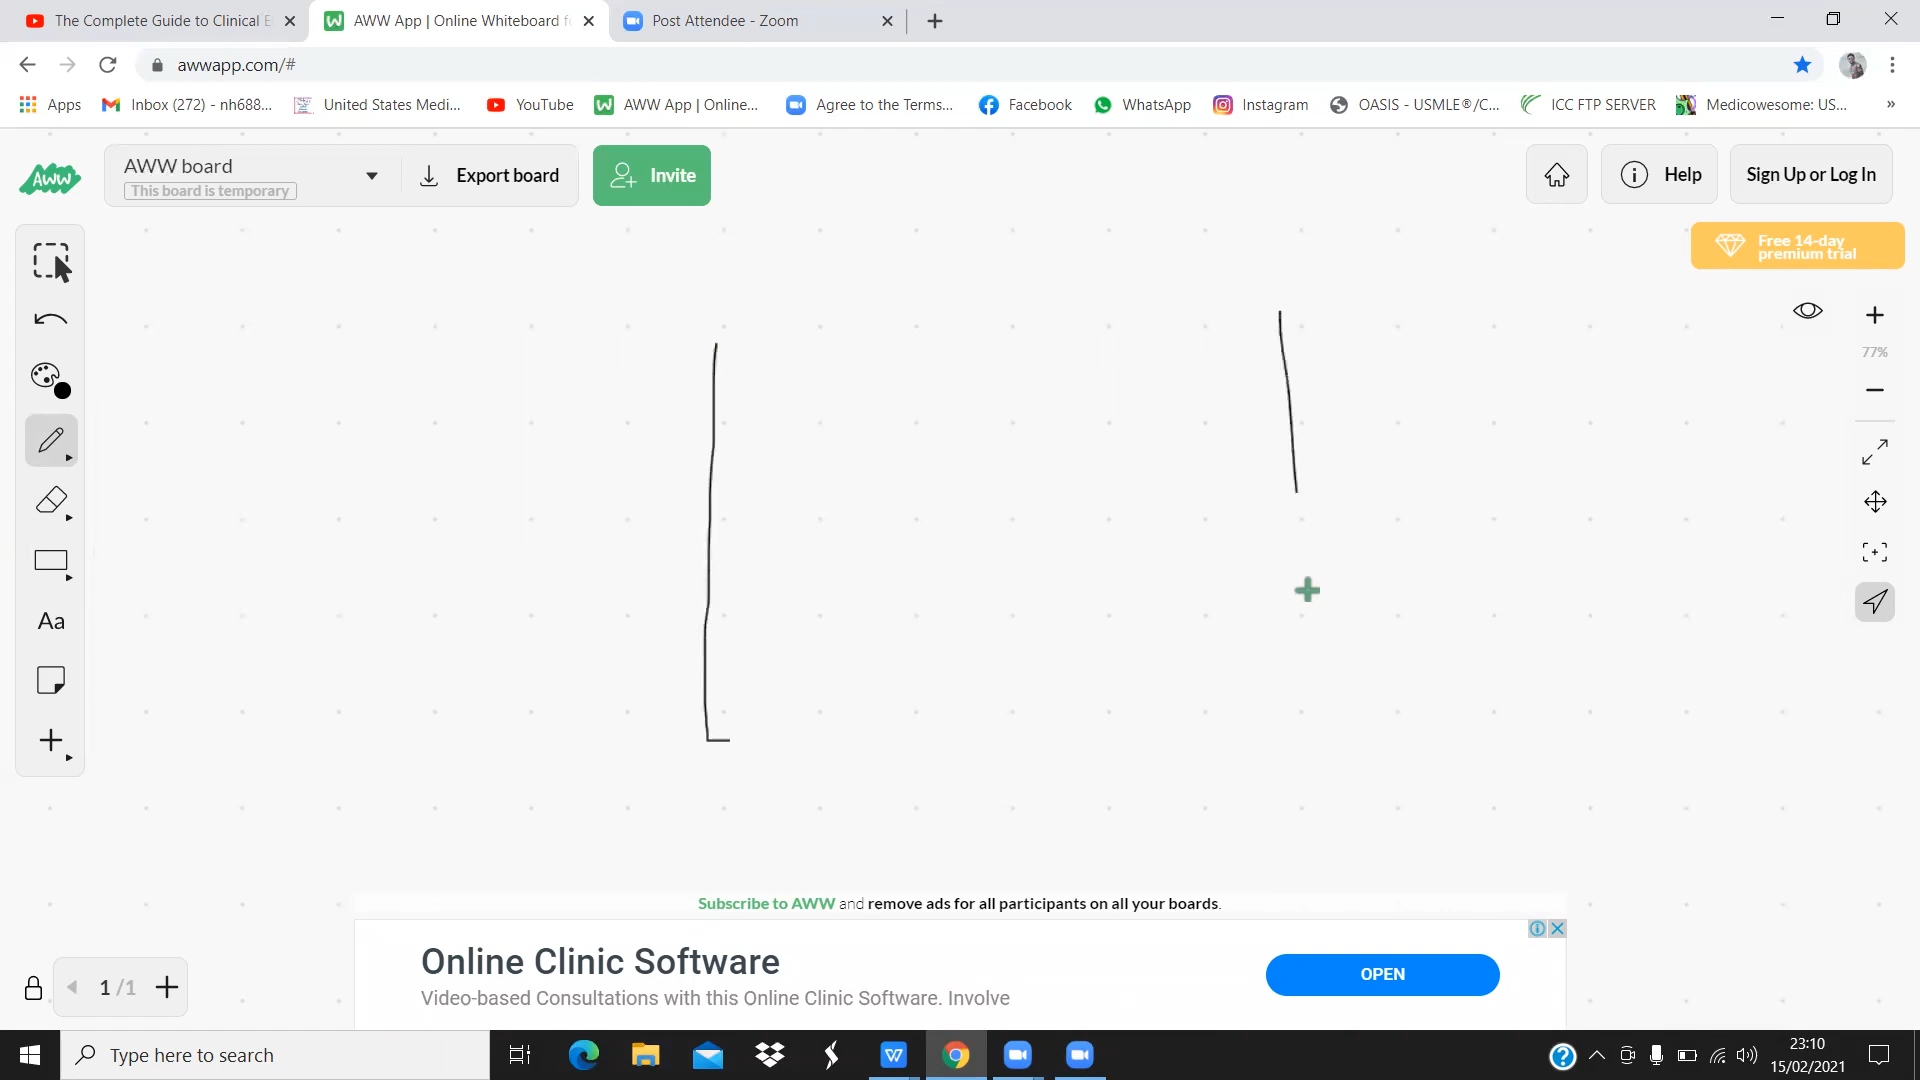 The Complete Guide to Clinical E
AWW App | Online Whiteboard f
Post Attendee - Zoom
awwapp.com/#
Apps
Inbox (272) - nh688...
United States Medi...
YouTube
AWW App | Online...
Agree to the Terms...
Facebook
WhatsApp
Instagram
OASIS - USMLE®/C...
ICC FTP SERVER
Medicowesome: US...
»
AWW
AWW board
This board is temporary
Export board
Invite
Help
Sign Up or Log In
Free 14-day
premium trial
77%
Aa
Subscribe to AWW and remove ads for all participants on all your boards.
Online Clinic Software
Video-based Consultations with this Online Clinic Software. Involve
OPEN
1 /1
Type here to search
23:10
15/02/2021